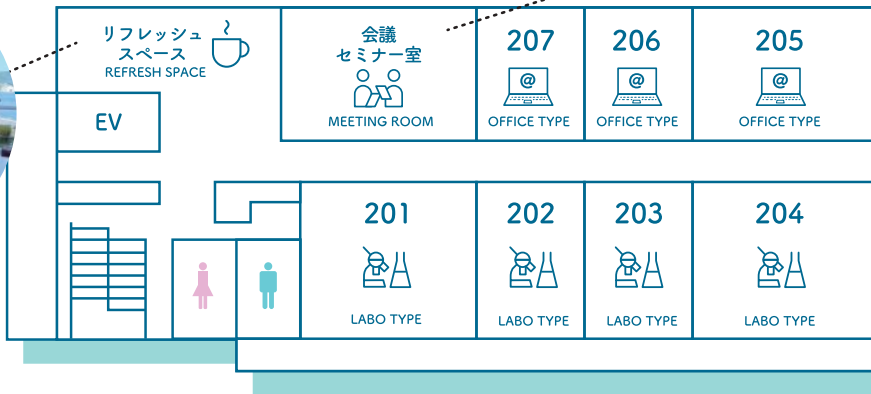 リフレッシュ
スペース
REFRESH SPACE
会議
セミナー室
MEETING ROOM
207
@
OFFICE TYPE
206
@
OFFICE TYPE
205
@
OFFICE TYPE
EV
201
LABO TYPE
202
LABO TYPE
203
LABO TYPE
204
LABO TYPE